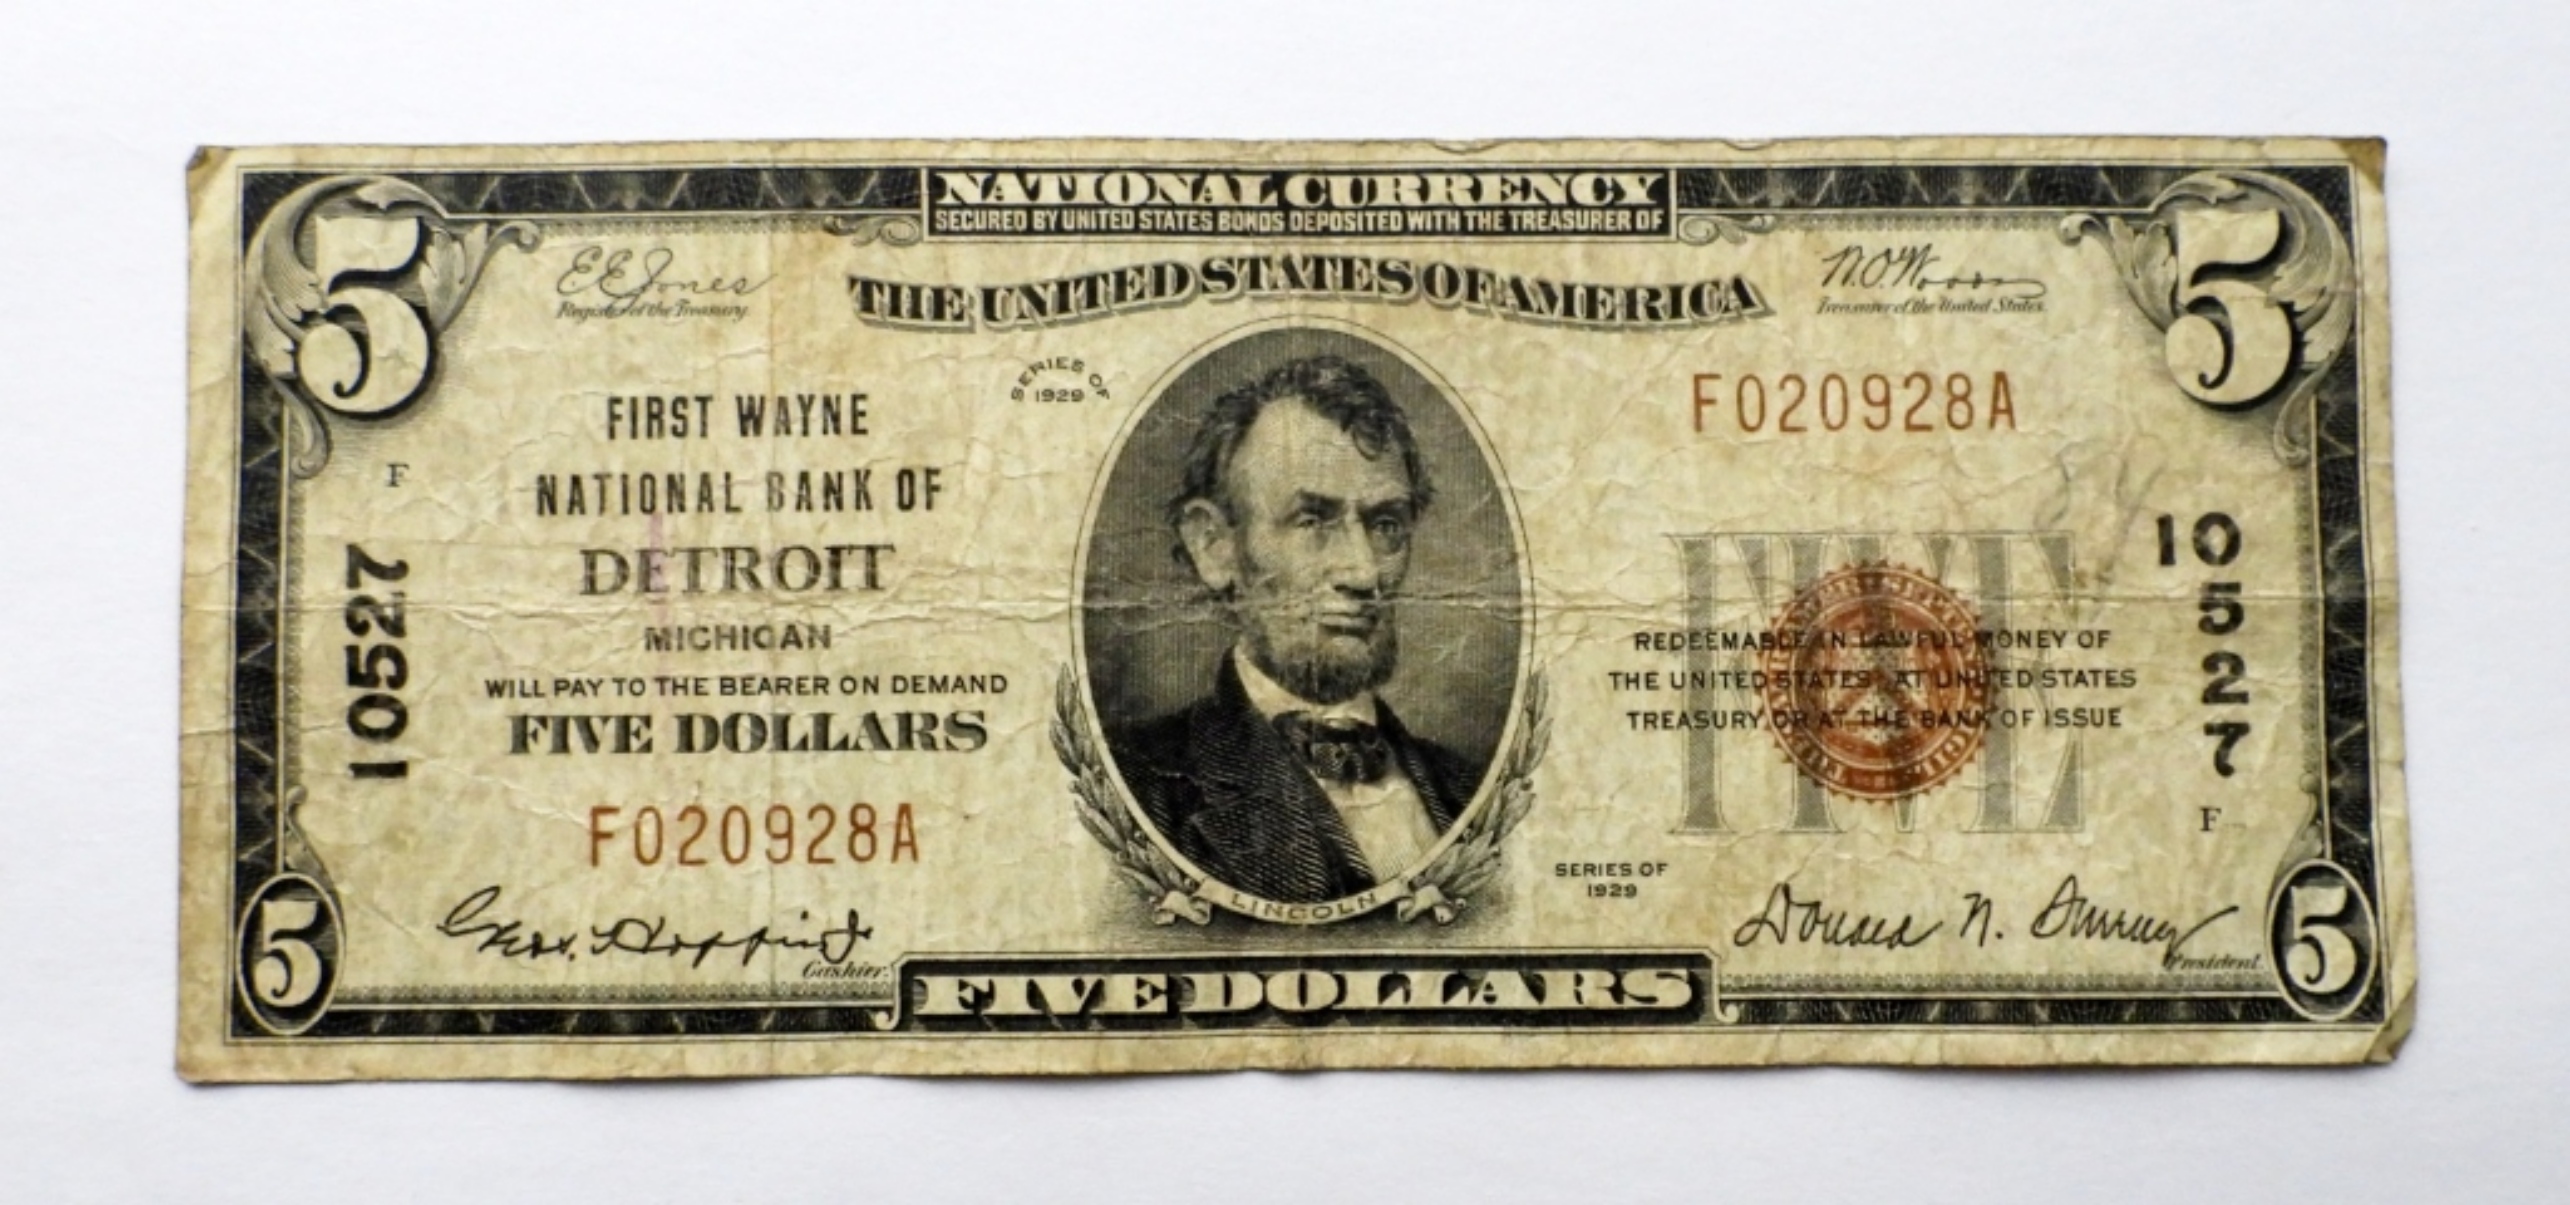 NATIONAL CURRENCY
SECURED BY UNITED STATES BONDS DEPOSITED WITH THE TREASURER OF
THE UNITED STATES OF AMERICA
5
5
E E Jones
Register of the Treasury.
W. O. Woods
Treasurer of the United States.
SERIES OF
1929
F020928A
FIRST WAYNE
NATIONAL BANK OF
DETROIT
MICHIGAN
WILL PAY TO THE BEARER ON DEMAND
FIVE DOLLARS
F
10527
F020928A
FIVE
REDEEMABLE IN LAWFUL MONEY OF
THE UNITED STATES AT UNITED STATES
TREASURY OR AT THE BANK OF ISSUE
10527
F
SERIES OF
1929
LINCOLN
Cashier.
Donald N.
President.
5
FIVE DOLLARS
5